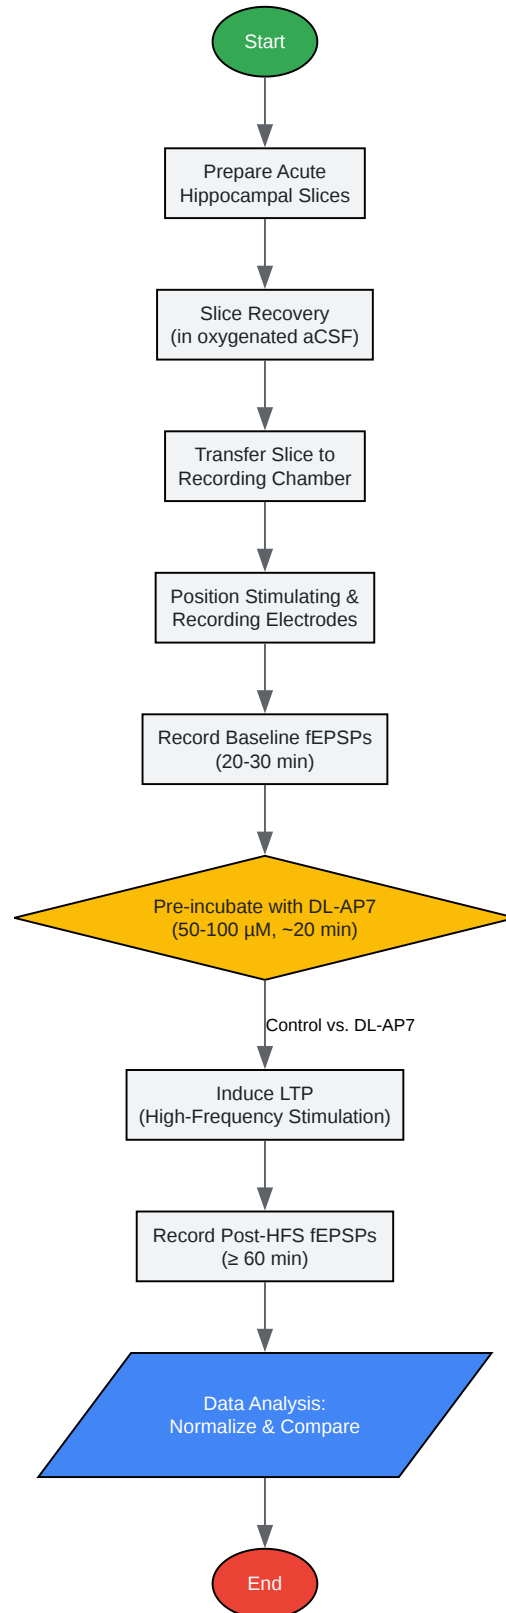 Start
Prepare Acute
Hippocampal Slices
Slice Recovery
(in oxygenated aCSF)
Transfer Slice to
Recording Chamber
Position Stimulating &
Recording Electrodes
Record Baseline fEPSPs
(20-30 min)
Pre-incubate with DL-AP7
(50-100 µM, ~20 min)
Control vs. DL-AP7
Induce LTP
(High-Frequency Stimulation)
Record Post-HFS fEPSPs
(≥ 60 min)
Data Analysis:
Normalize & Compare
End